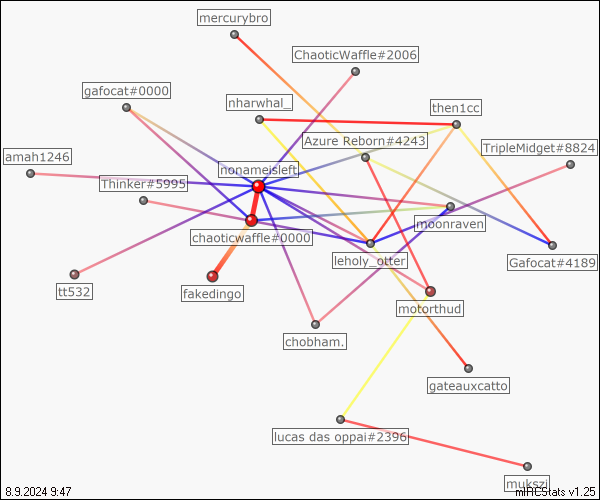 mercurybro
ChaoticWaffle#2006
gafocat#0000
nharwhal_
then1cc
Azure Reborn#4243
TripleMidget#8824
amah1246
nonameisleft
Thinker#5995
moonraven
chaoticwaffle#0000
leholy_otter
Gafocat#4189
tt532
fakedingo
motorthud
chobham.
gateauxcatto
lucas das oppai#2396
mukszi
8.9.2024 9:47
mIRCStats v1.25